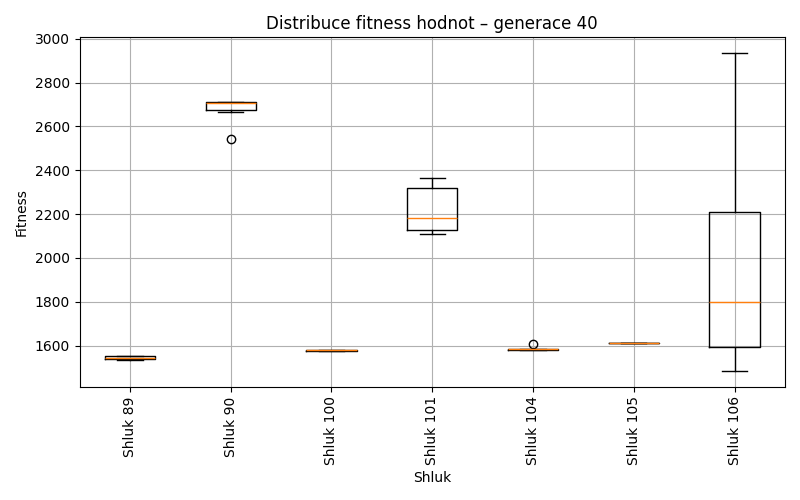 Distribuce fitness hodnot – generace 40
3000
2800
2600
2400
2200
2000
1800
1600
Fitness
Shluk 89
Shluk 90
Shluk 100
Shluk 101
Shluk 104
Shluk 105
Shluk 106
Shluk